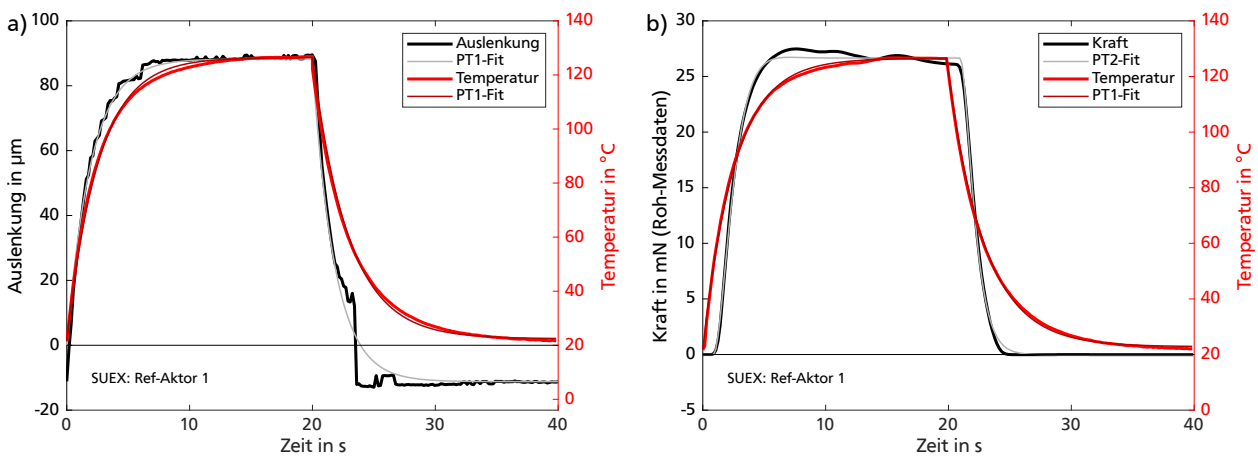 a)
Auslenkung in µm
100
80
60
40
20
0
-20
Auslenkung
PT1-Fit
Temperatur
PT1-Fit
SUEX: Ref-Aktor 1
140
120
100
80
60
40
20
0
Temperatur in °C
0
10
20
30
40
Zeit in s
b)
Kraft in mN (Roh-Messdaten)
30
25
20
15
10
5
0
-5
Kraft
PT2-Fit
Temperatur
PT1-Fit
SUEX: Ref-Aktor 1
140
120
100
80
60
40
20
0
Temperatur in °C
0
10
20
30
40
Zeit in s